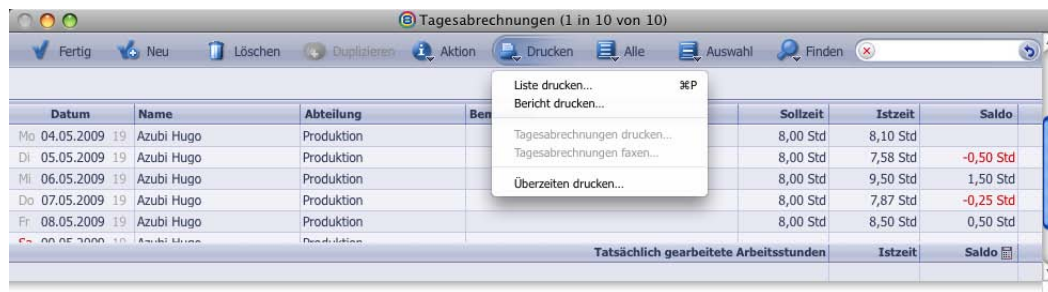 Tagesabrechnungen (1 in 10 von 10)
Fertig Neu Löschen Duplizieren Aktion Drucken Alle Auswahl Finden
Liste drucken... ⌘P
Bericht drucken...
Tagesabrechnungen drucken...
Tagesabrechnungen faxen...
Überzeiten drucken...
Datum Name Abteilung Ben Sollzeit Istzeit Saldo
Mo 04.05.2009 19 Azubi Hugo Produktion 8,00 Std 8,10 Std
Di 05.05.2009 19 Azubi Hugo Produktion 8,00 Std 7,58 Std -0,50 Std
Mi 06.05.2009 19 Azubi Hugo Produktion 8,00 Std 9,50 Std 1,50 Std
Do 07.05.2009 19 Azubi Hugo Produktion 8,00 Std 7,87 Std -0,25 Std
Fr 08.05.2009 19 Azubi Hugo Produktion 8,00 Std 8,50 Std 0,50 Std
Tatsächlich gearbeitete Arbeitsstunden Istzeit Saldo